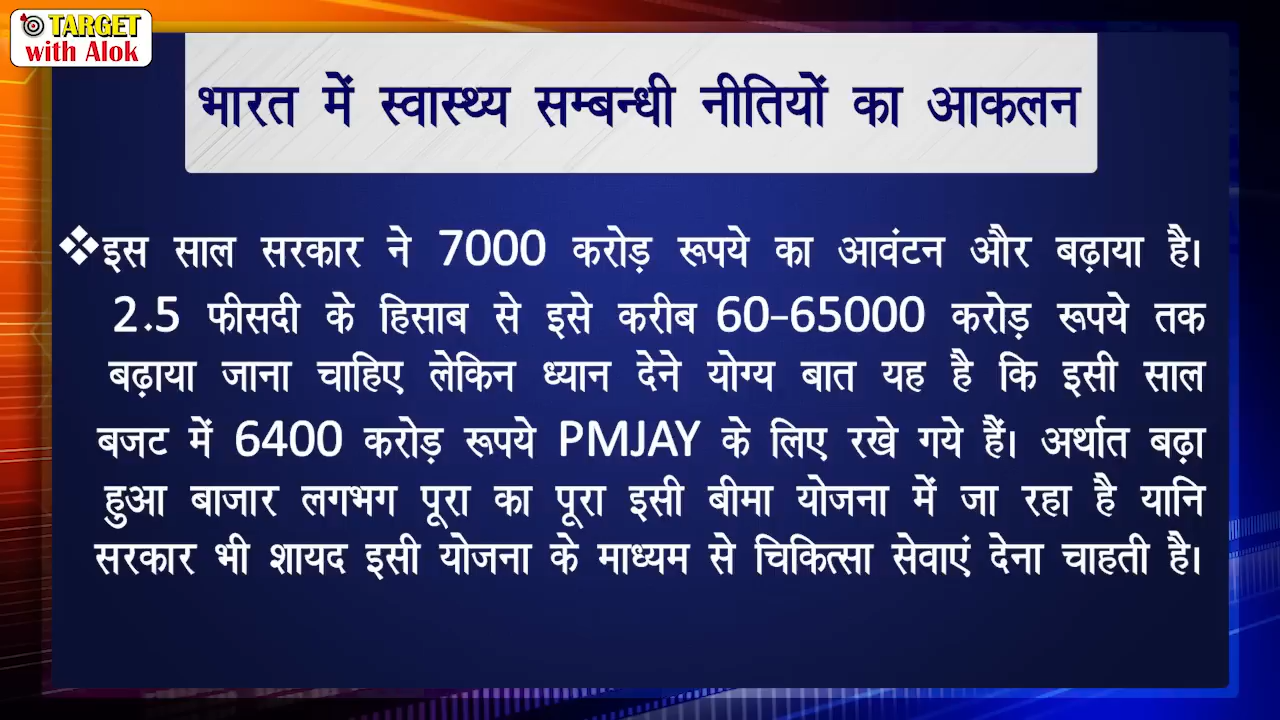 TARGET
with Alok
भारत में स्वास्थ्य सम्बन्धी नीतियों का आकलन
❖इस साल सरकार ने 7000 करोड़ रूपये का आवंटन और बढ़ाया है।
2.5 फीसदी के हिसाब से इसे करीब 60-65000 करोड़ रूपये तक
बढ़ाया जाना चाहिए लेकिन ध्यान देने योग्य बात यह है कि इसी साल
बजट में 6400 करोड़ रूपये PMJAY के लिए रखे गये हैं। अर्थात बढ़ा
हुआ बाजार लगभग पूरा का पूरा इसी बीमा योजना में जा रहा है यानि
सरकार भी शायद इसी योजना के माध्यम से चिकित्सा सेवाएं देना चाहती है।